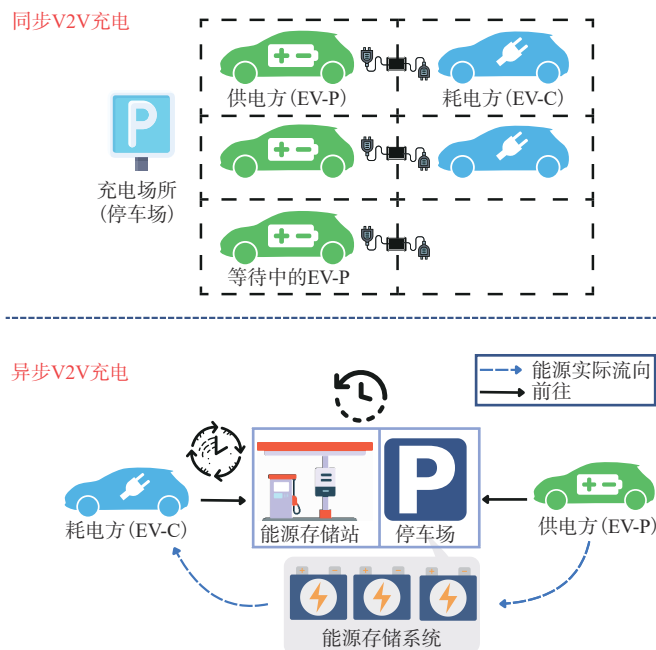 同步V2V充电
供电方(EV-P)
耗电方(EV-C)
P
充电场所
(停车场)
等待中的EV-P
异步V2V充电
能源实际流向
前往
P
耗电方(EV-C)
能源存储站
停车场
供电方(EV-P)
能源存储系统